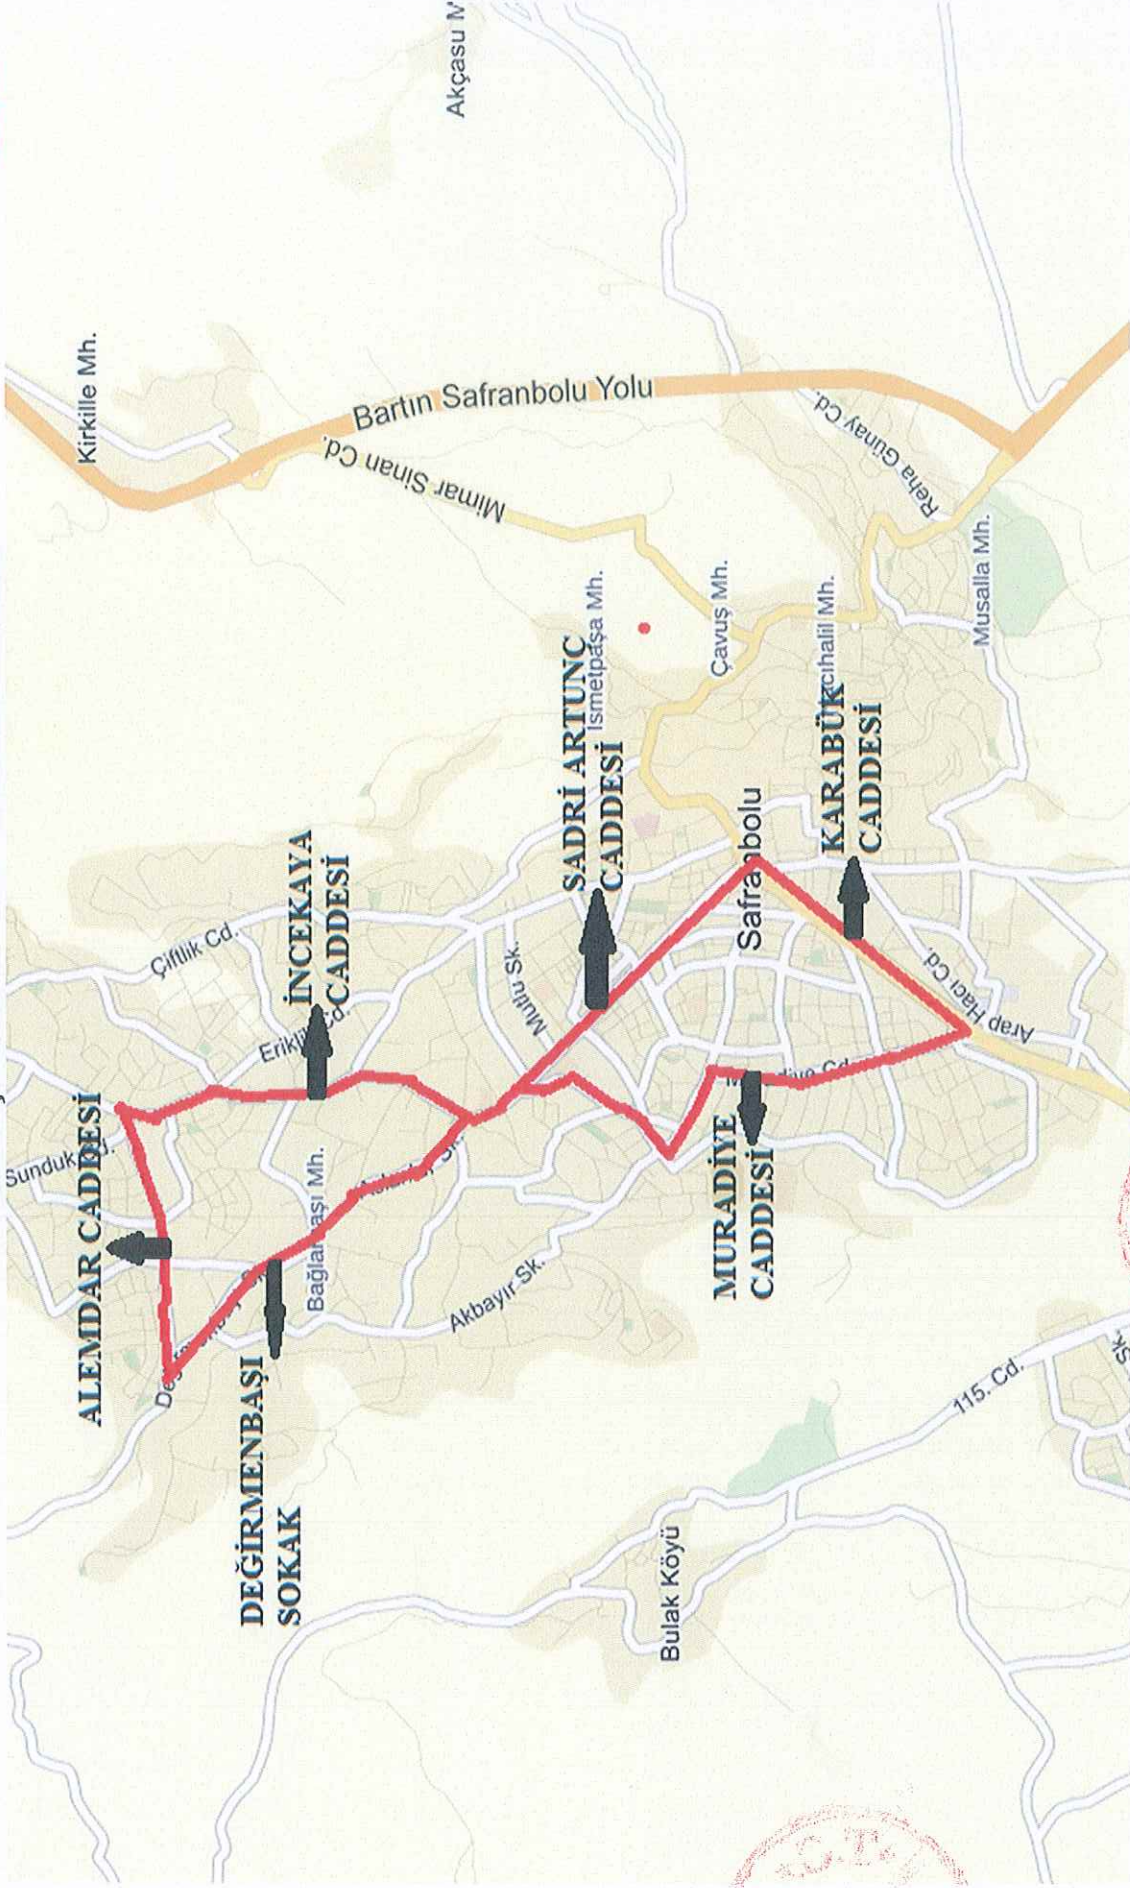 Akçasu M
Kirkille Mh.
Bartın Safranbolu Yolu
Mimar Sinan Cd.
Reha Günay Cd.
Musalla Mh.
Çavuş Mh.
İsmetpaşa Mh.
cıhalil Mh.
SADRİ ARTUNÇ
CADDESİ
KARABÜK
CADDESİ
Safranbolu
İNCEKAYA
CADDESİ
Çiftlik Cd.
Mutlu Sk.
Arap Hacı Cd.
ALEMDAR CADDESİ
MURADİYE
CADDESİ
Akbayır Sk.
DEĞİRMENBAŞI
SOKAK
115. Cd.
Bulak Köyü